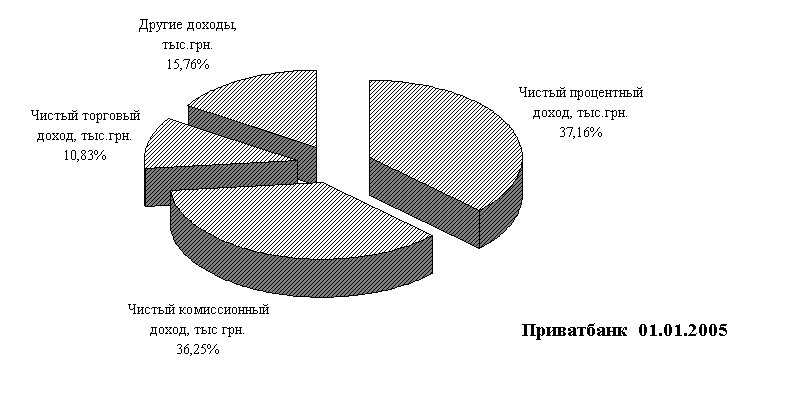 Другие доходы,
тыс.грн.
15,76%
Чистый процентный
доход, тыс.грн.
37,16%
Чистый торговый
доход, тыс.грн.
10,83%
Чистый комиссионный
доход, тыс грн.
36,25%
Приватбанк 01.01.2005